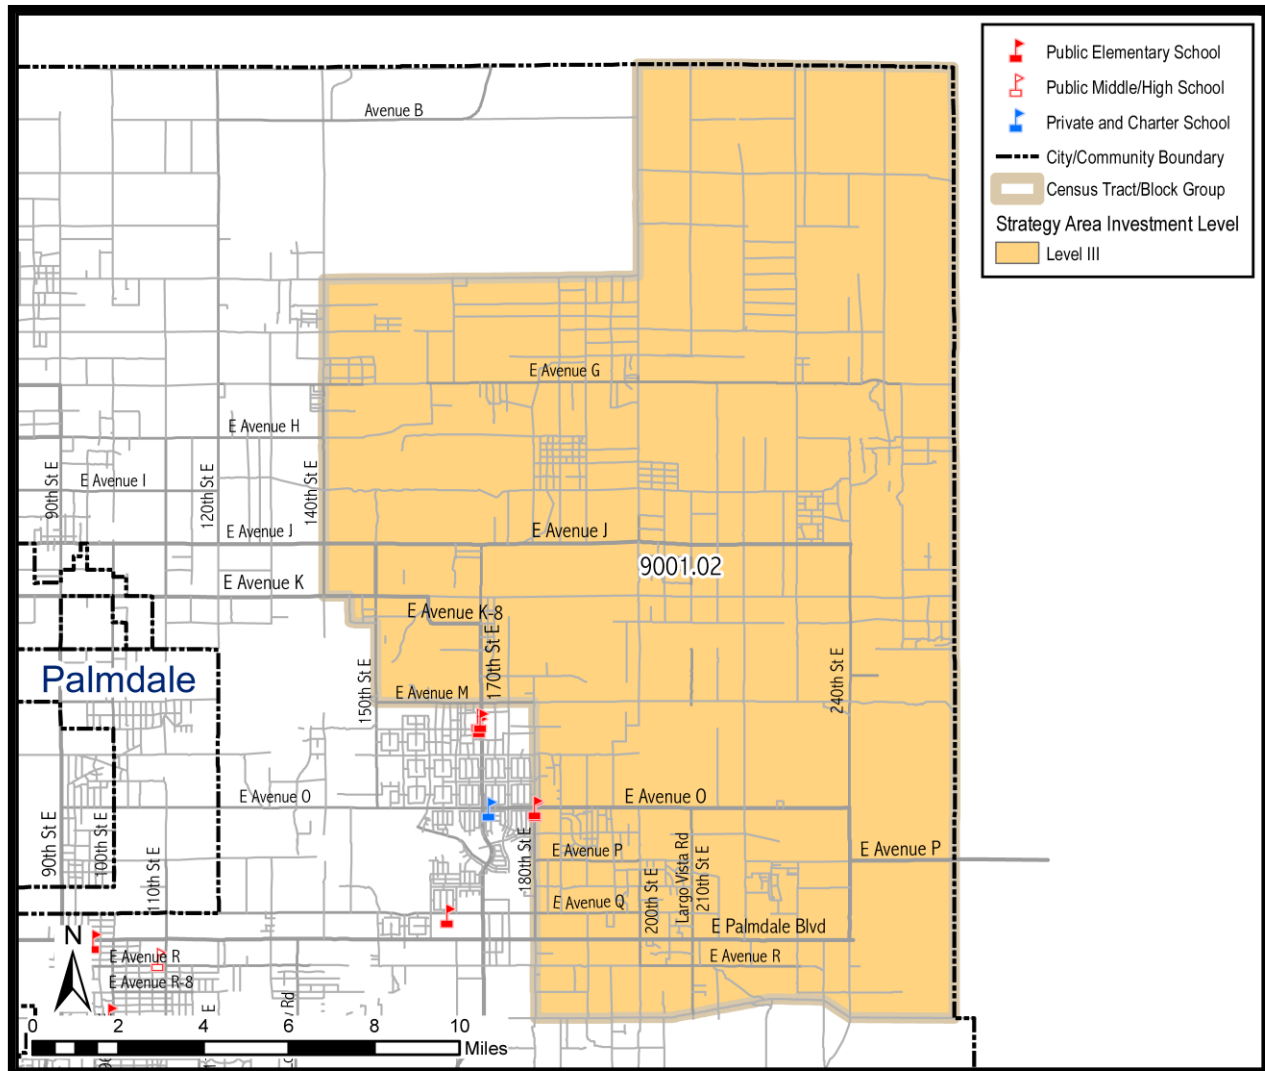 Public Elementary School
Public Middle/High School
Private and Charter School
City/Community Boundary
Census Tract/Block Group
Strategy Area Investment Level
Level III
Avenue B
E Avenue G
E Avenue H
90th St E
E Avenue I
120th St E
140th St E
E Avenue J
E Avenue J
9001.02
E Avenue K
E Avenue K-8
170th St E
Palmdale
150th St E
E Avenue M
240th St E
E Avenue O
E Avenue O
90th St E
100th St E
110th St E
180th St E
E Avenue P
E Avenue P
200th St E
Largo Vista Rd
210th St E
E Avenue Q
E Palmdale Blvd
N
E Avenue R
E Avenue R
E Avenue R-8
E
Rd
0 2 4 6 8 10
Miles